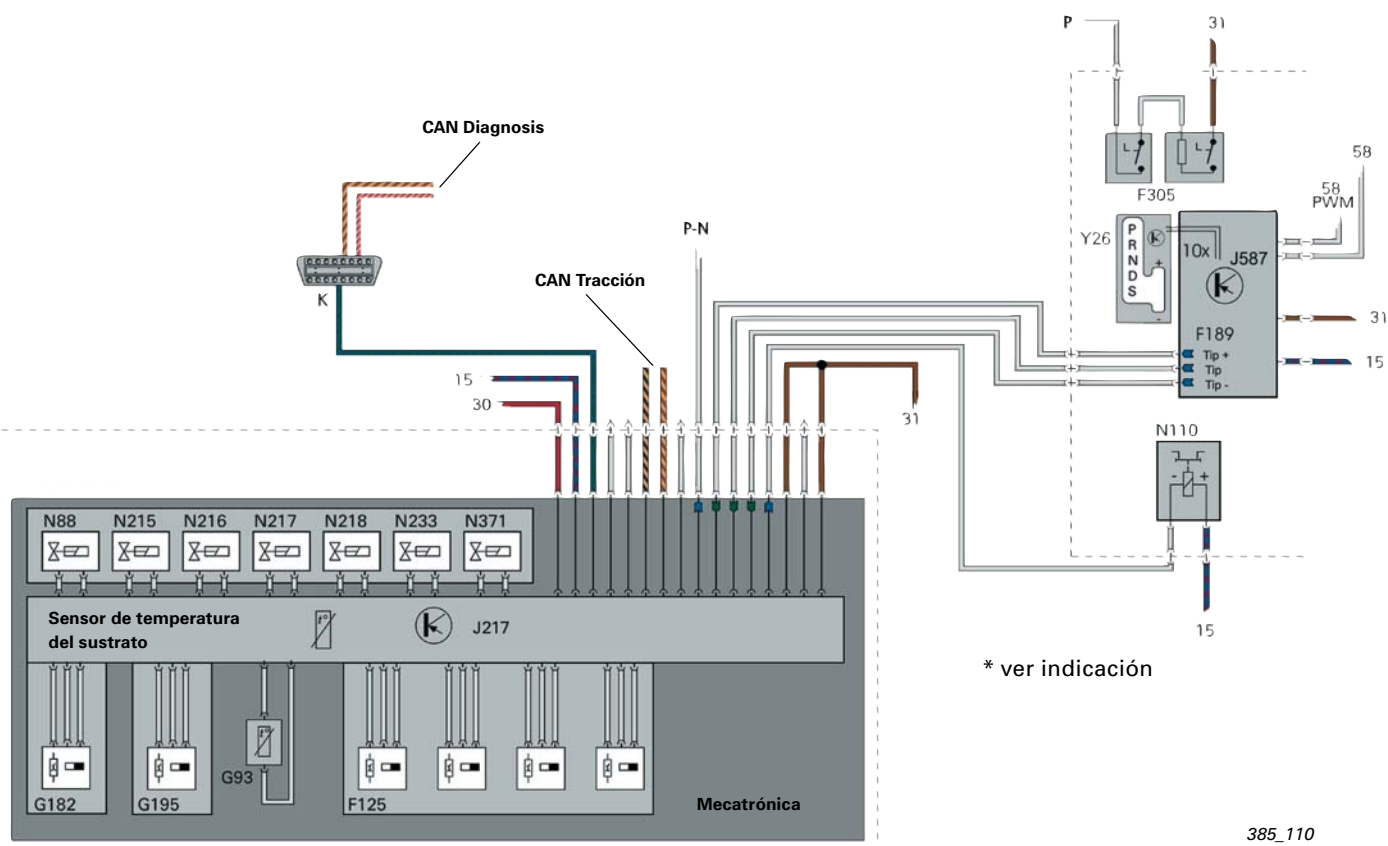 P
31
CAN Diagnosis
F305
58
58
PWM
P-N
Y26
P
R
N
D
S
+
-
10x
J587
K
CAN Tracción
F189
31
Tip +
Tip
Tip -
15
15
30
31
N110
- +
15
N88 N215 N216 N217 N218 N233 N371
Sensor de temperatura
del sustrato
t°
J217
* ver indicación
t°
G93
G182
G195
F125
Mecatrónica
385_110